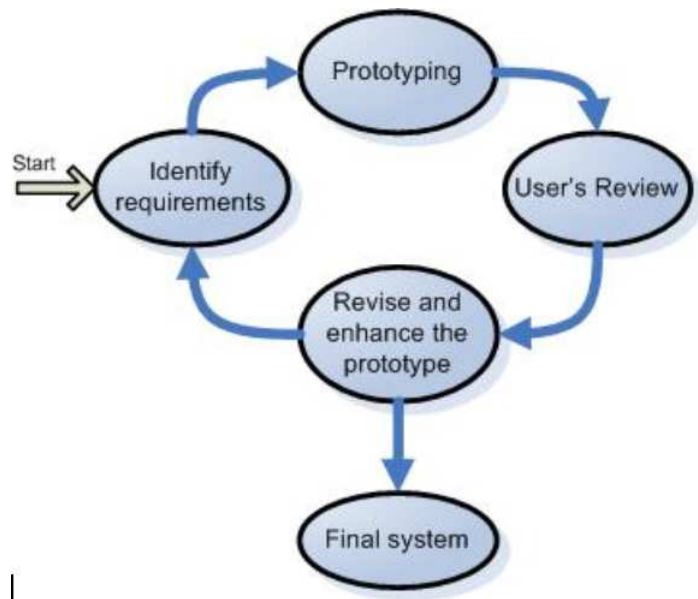 Prototyping
Start
Identify
requirements
User's Review
Revise and
enhance the
prototype
Final system